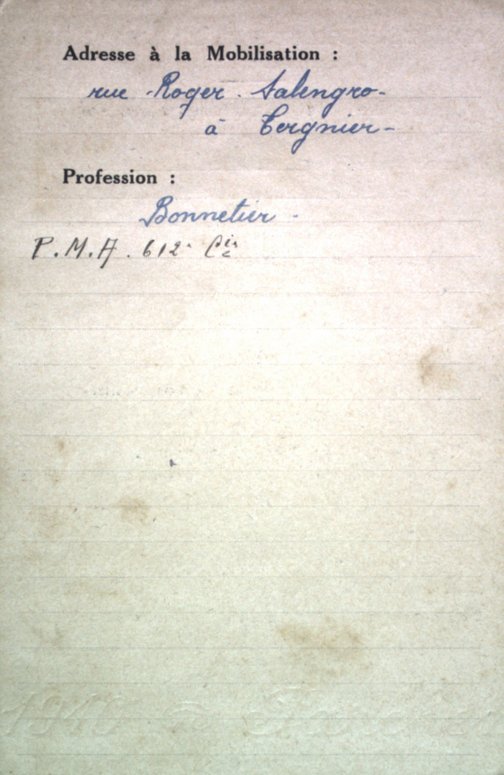 Adresse à la Mobilisation :
rue Roger Salengro -
à Tergnier -
Profession :
Bonnetier -
P.M.A. 612e Cie